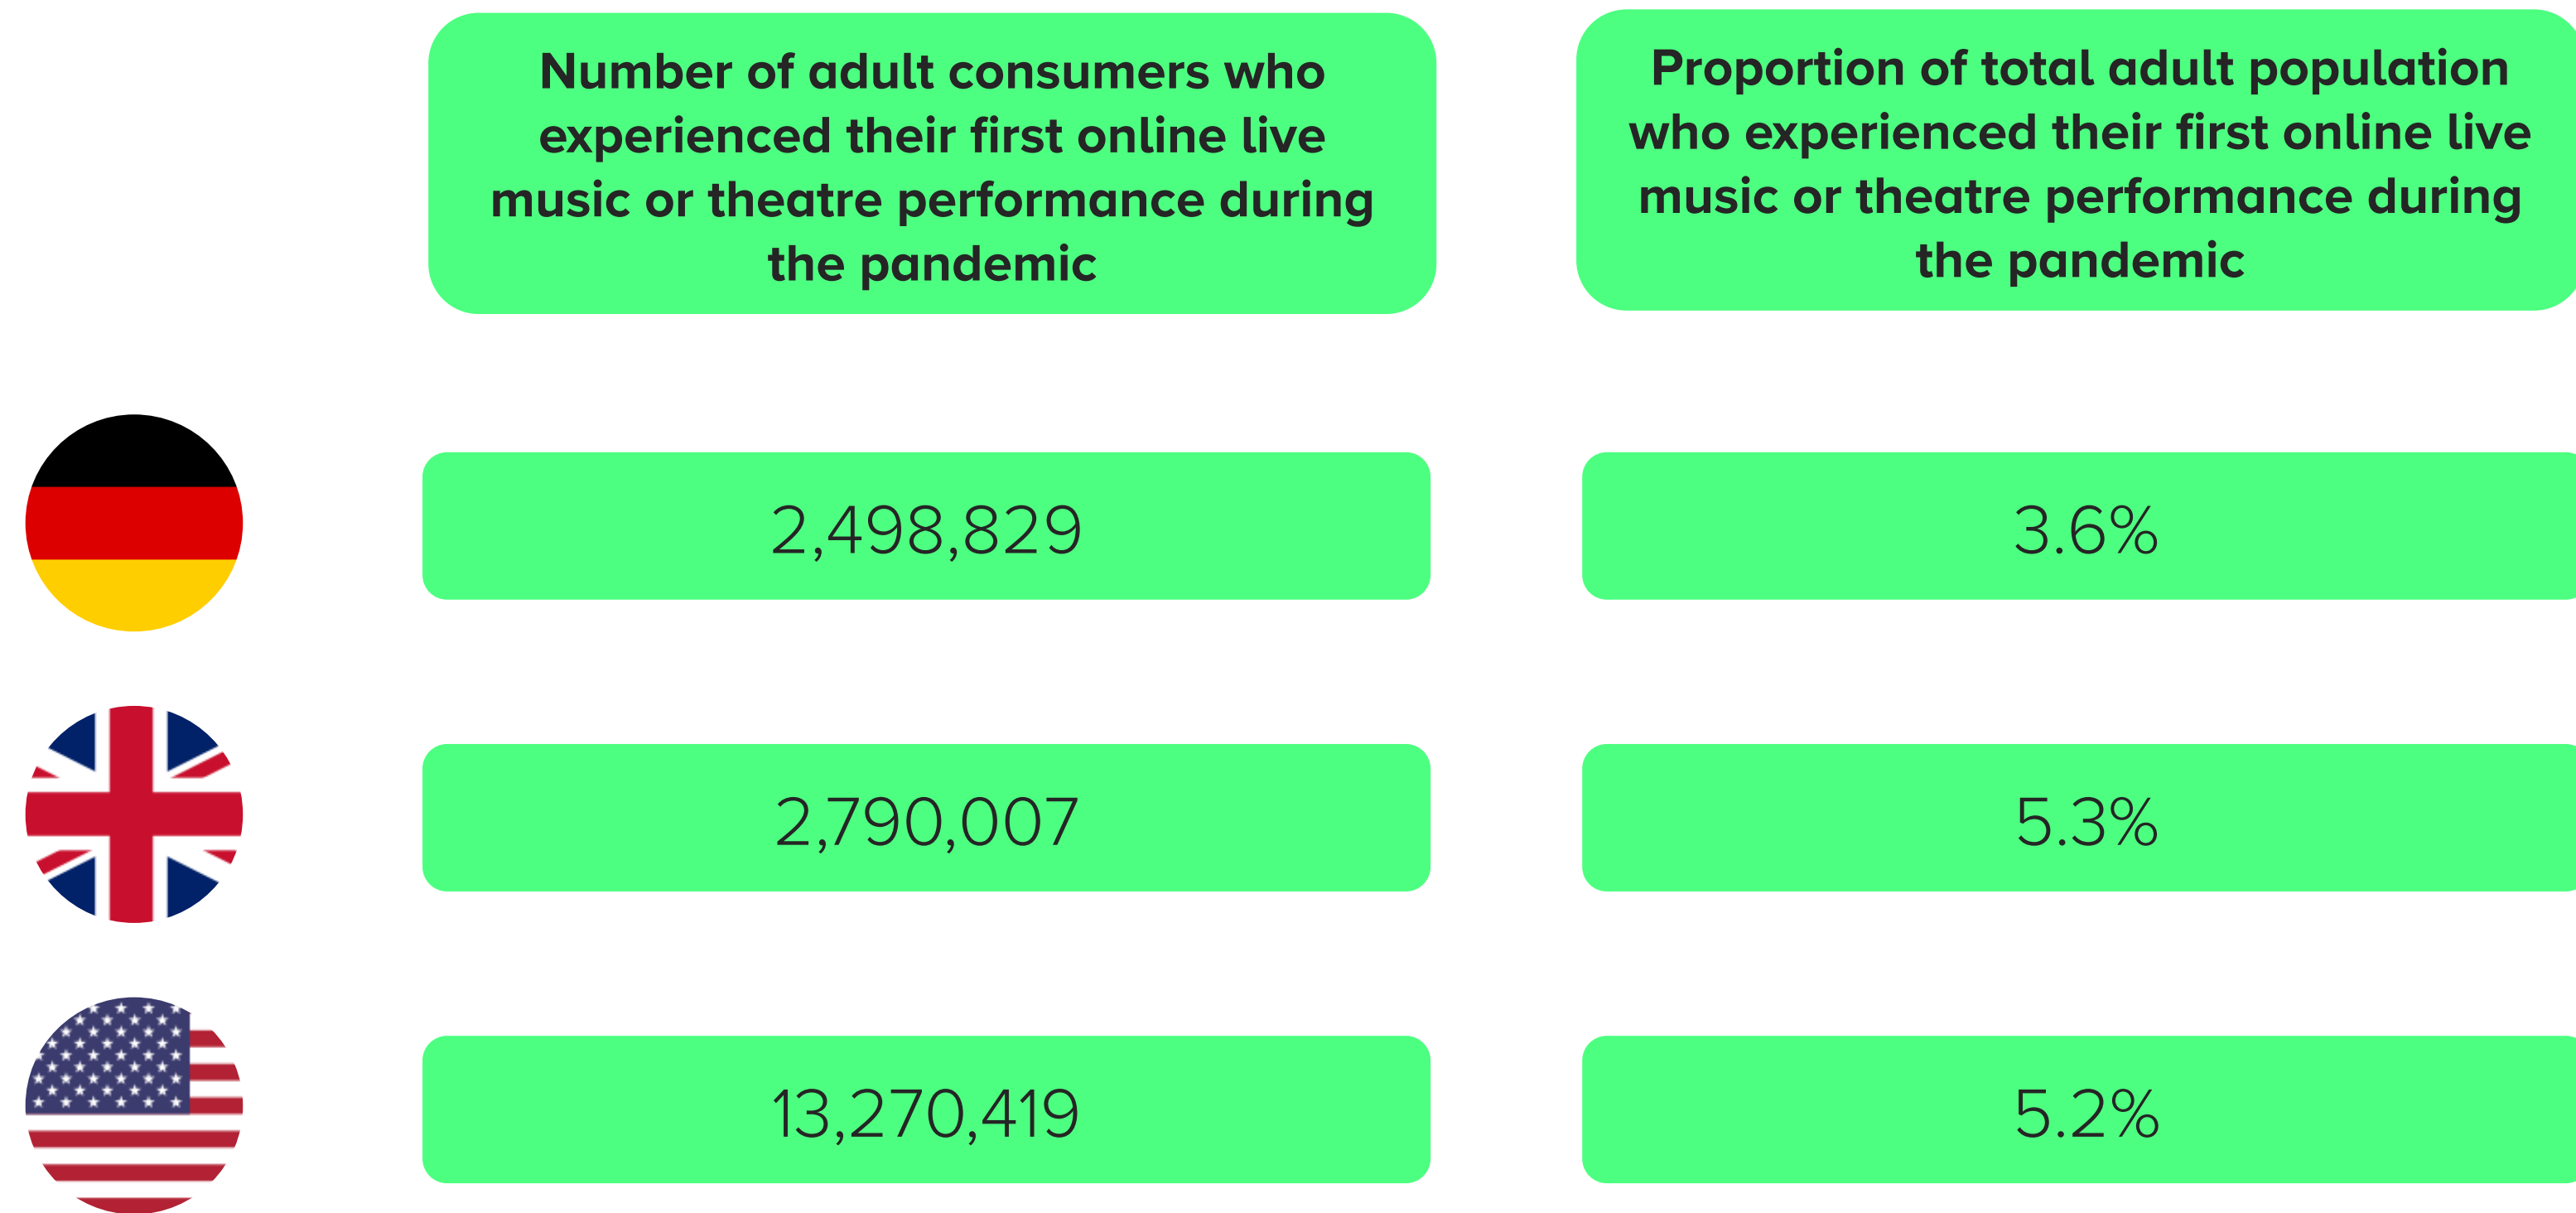 Number of adult consumers who
experienced their first online live
music or theatre performance during
the pandemic
Proportion of total adult population
who experienced their first online live
music or theatre performance during
the pandemic
2,498,829
3.6%
2,790,007
5.3%
13,270,419
5.2%